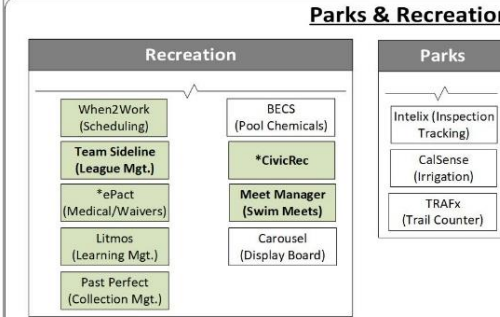 Parks & Recreation
Recreation
When2Work
(Scheduling)
Team Sideline
(League Mgt.)
*ePact
(Medical/Waivers)
Litmos
(Learning Mgt.)
Past Perfect
(Collection Mgt.)
BECS
(Pool Chemicals)
*CivicRec
Meet Manager
(Swim Meets)
Carousel
(Display Board)
Parks
Intelix (Inspection
Tracking)
CalSense
(Irrigation)
TRAFx
(Trail Counter)